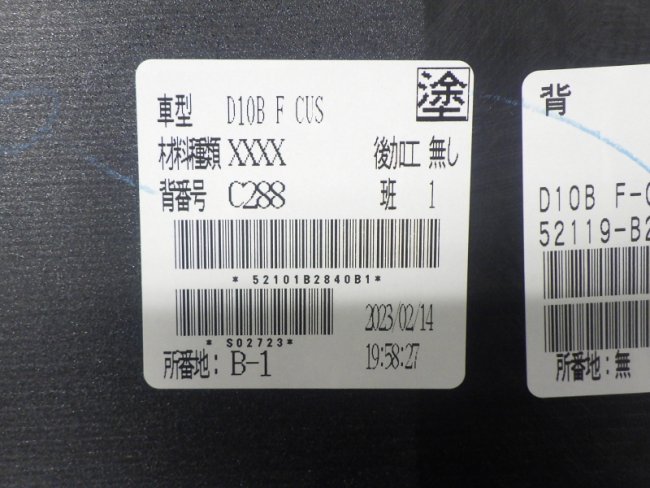 塗
車型 D10B F CUS
材料種類 XXXX 後加工 無し
背番号 C288 班 1
* 52101B2840B1 *
* S02723 *
2023/02/14
所番地: B-1 19:58:27
背
D10B F-
52119-B2
所番地: 無